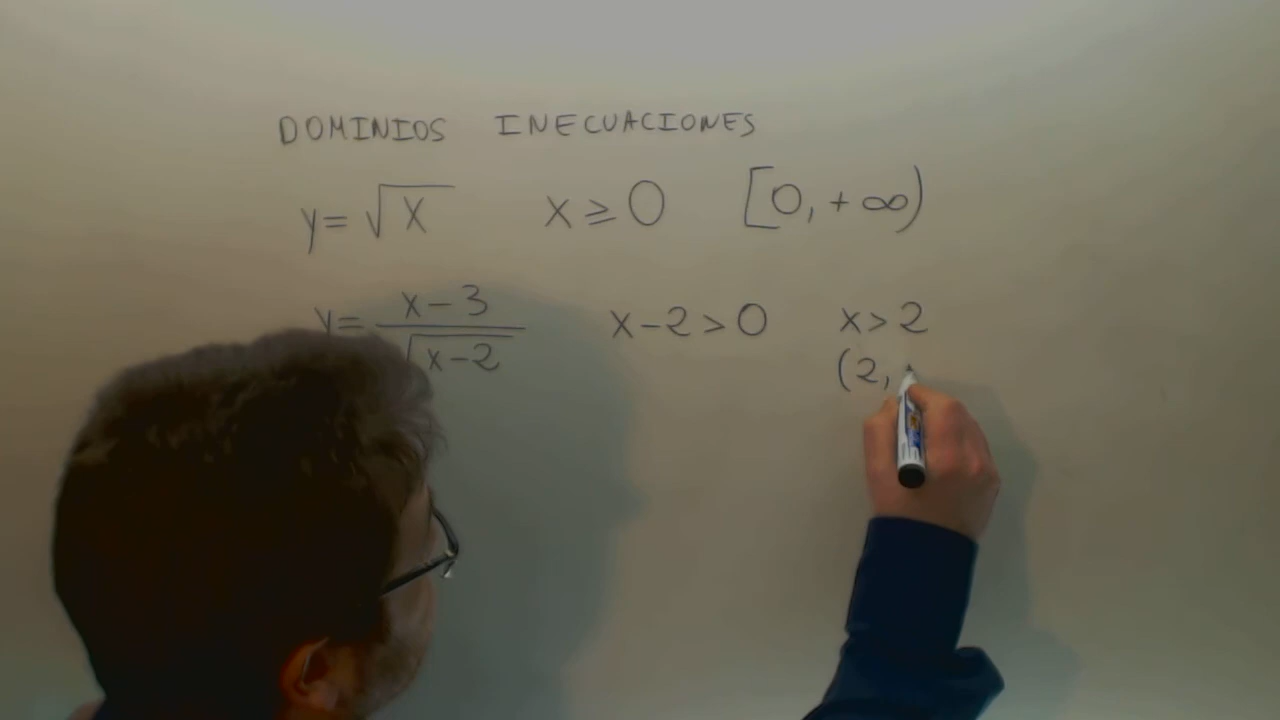 DOMINIOS INECUACIONES
y= √x x≥0 [0,+∞)
y= x-3 / √x-2 x-2>0 x>2
(2,